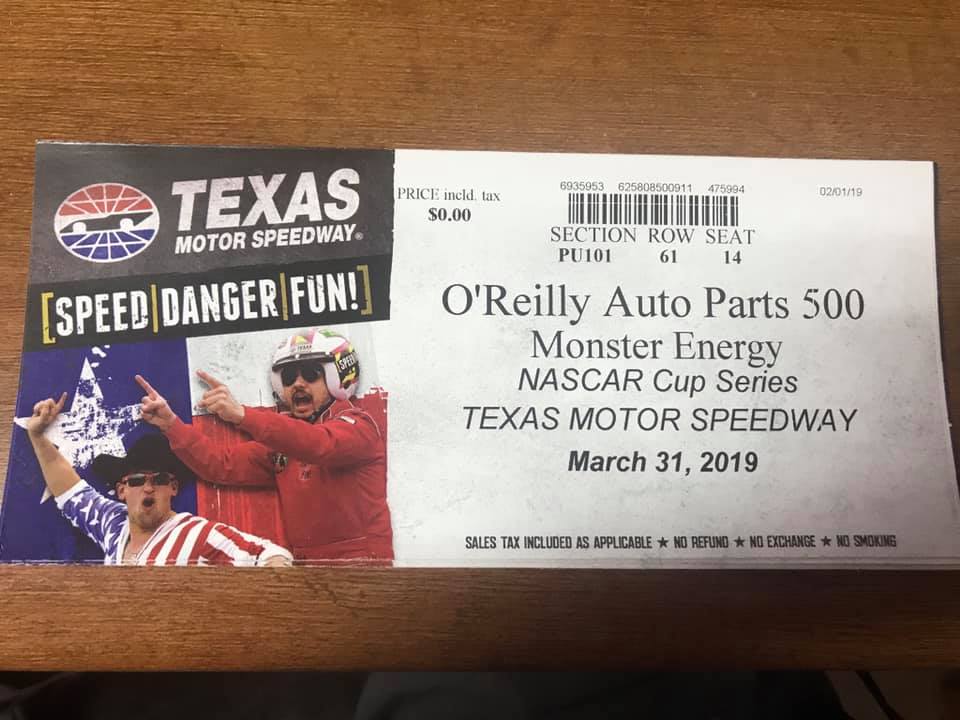 TEXAS
MOTOR SPEEDWAY®
[SPEED|DANGER|FUN!]
PRICE incld. tax
$0.00
6935953 625808500911 475994
02/01/19
SECTION ROW SEAT
PU101 61 14
O'Reilly Auto Parts 500
Monster Energy
NASCAR Cup Series
TEXAS MOTOR SPEEDWAY
March 31, 2019
SALES TAX INCLUDED AS APPLICABLE ★ NO REFUND ★ NO EXCHANGE ★ NO SMOKING